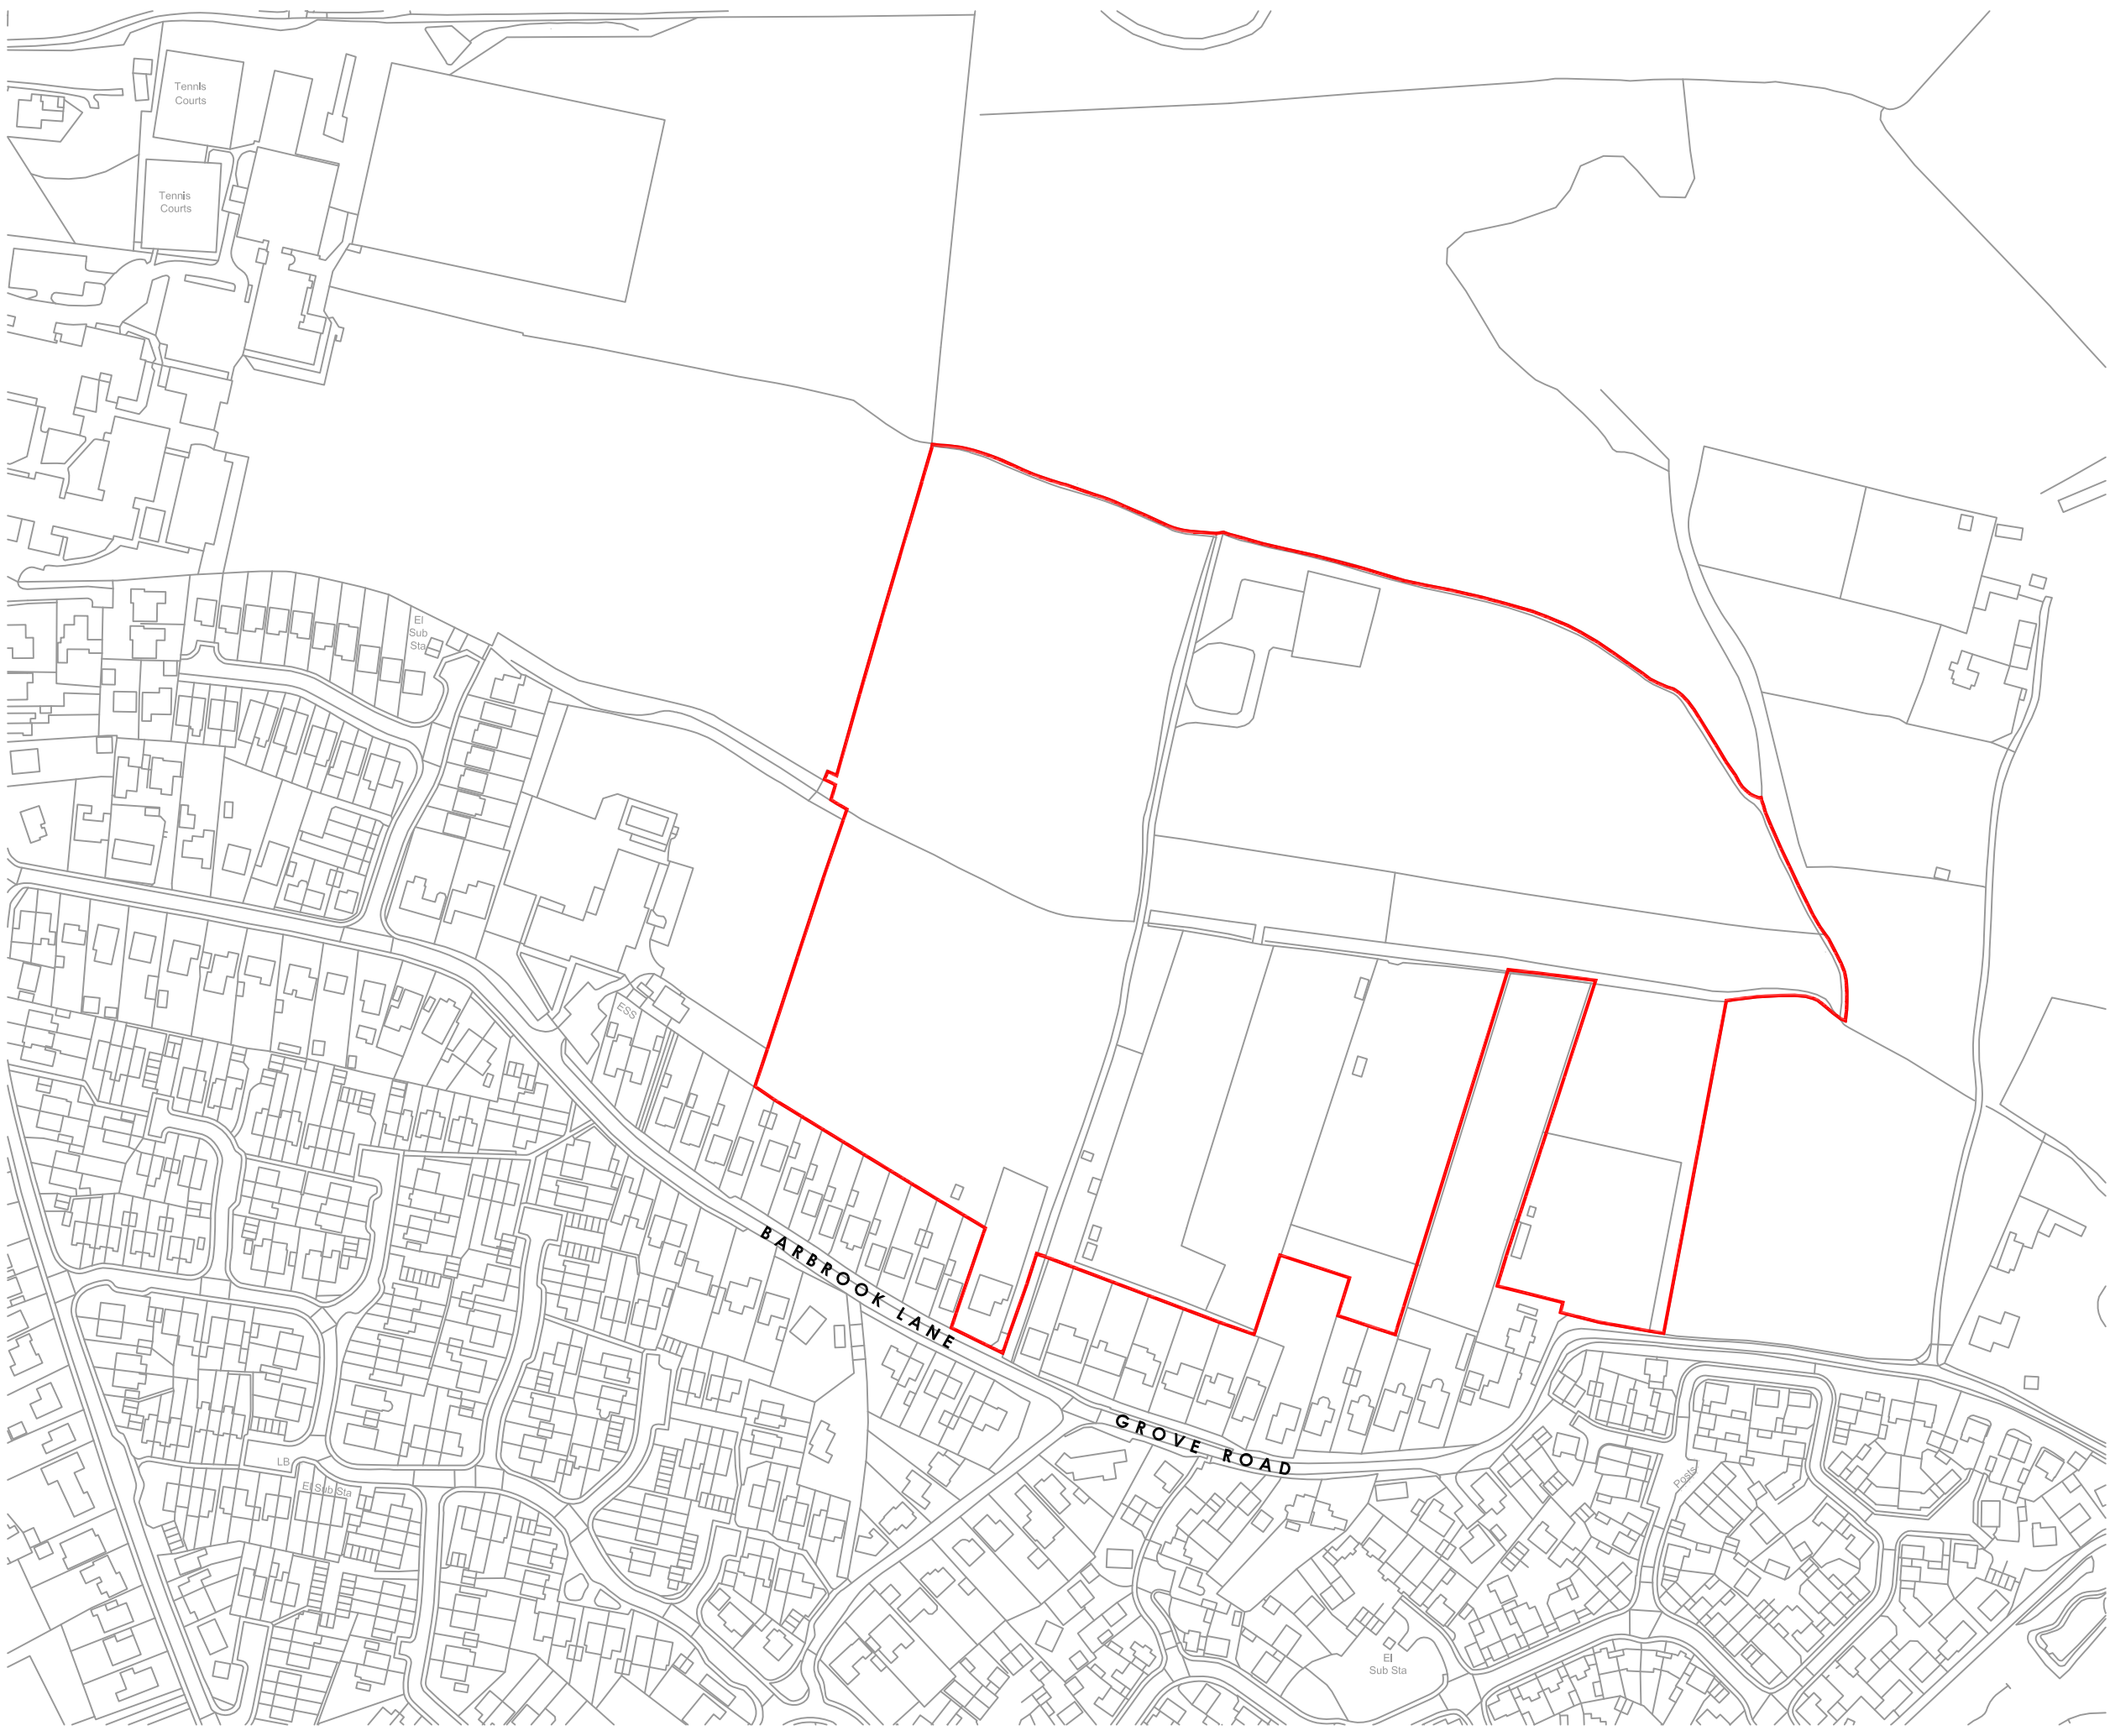 Tennis
Courts
Tennis
Courts
El
Sub
Sta
ESS
BARBROOK LANE
GROVE ROAD
LB
El Sub Sta
Posts
El
Sub Sta